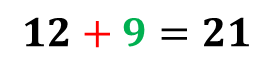 12 + 9 = 21